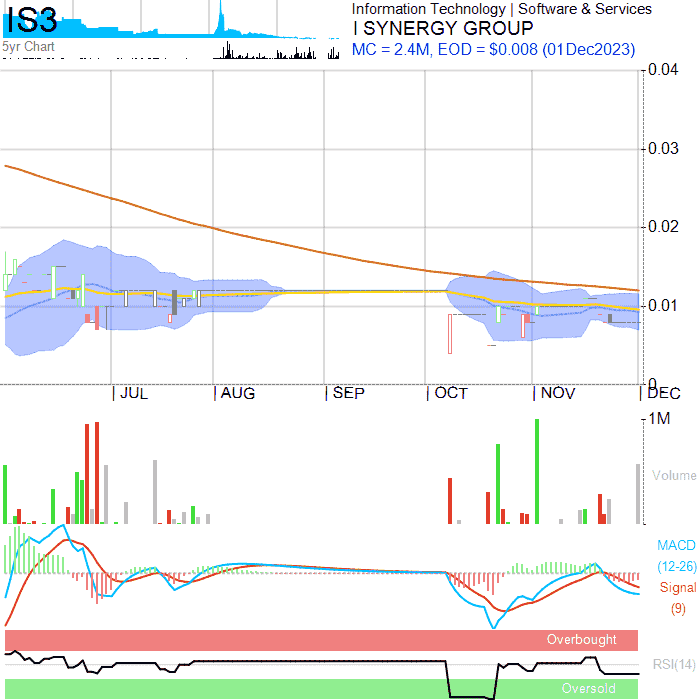 IS3
5yr Chart
Information Technology | Software & Services
I SYNERGY GROUP
MC = 2.4M, EOD = $0.008 (01Dec2023)
0.04
0.03
0.02
0.01
0
JUL
AUG
SEP
OCT
NOV
DEC
1M
Volume
MACD
(12-26)
Signal
(9)
Overbought
RSI(14)
Oversold